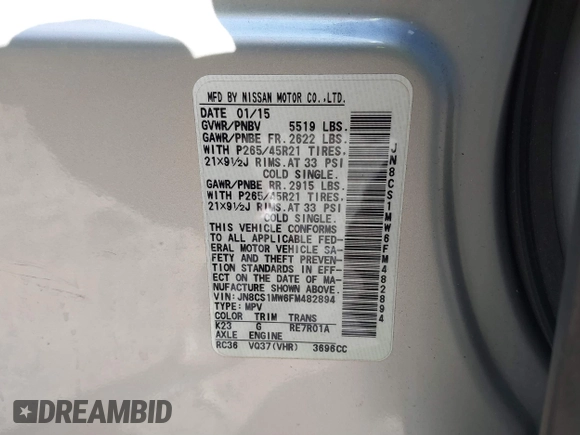 MFD BY NISSAN MOTOR CO.,LTD.
DATE 01/15
GVWR/PNBV 5519 LBS.
GAWR/PNBE FR. 2622 LBS.
WITH P265/45R21 TIRES.
21×9½J RIMS.AT 33 PSI
COLD SINGLE.
GAWR/PNBE RR. 2915 LBS.
WITH P265/45R21 TIRES.
21×9½J RIMS.AT 33 PSI
COLD SINGLE.
THIS VEHICLE CONFORMS
TO ALL APPLICABLE FED-
ERAL MOTOR VEHICLE SA-
FETY AND THEFT PREVEN-
TION STANDARDS IN EFF-
ECT ON THE DATE OF MA-
NUFACTURE SHOWN ABOVE.
VIN:JN8CS1MW6FM482894
TYPE: MPV
COLOR TRIM TRANS
K23 G RE7R01A
AXLE ENGINE
RC36 VQ37(VHR) 3696CC
JN8CS1MW6FM482894
DREAMBID